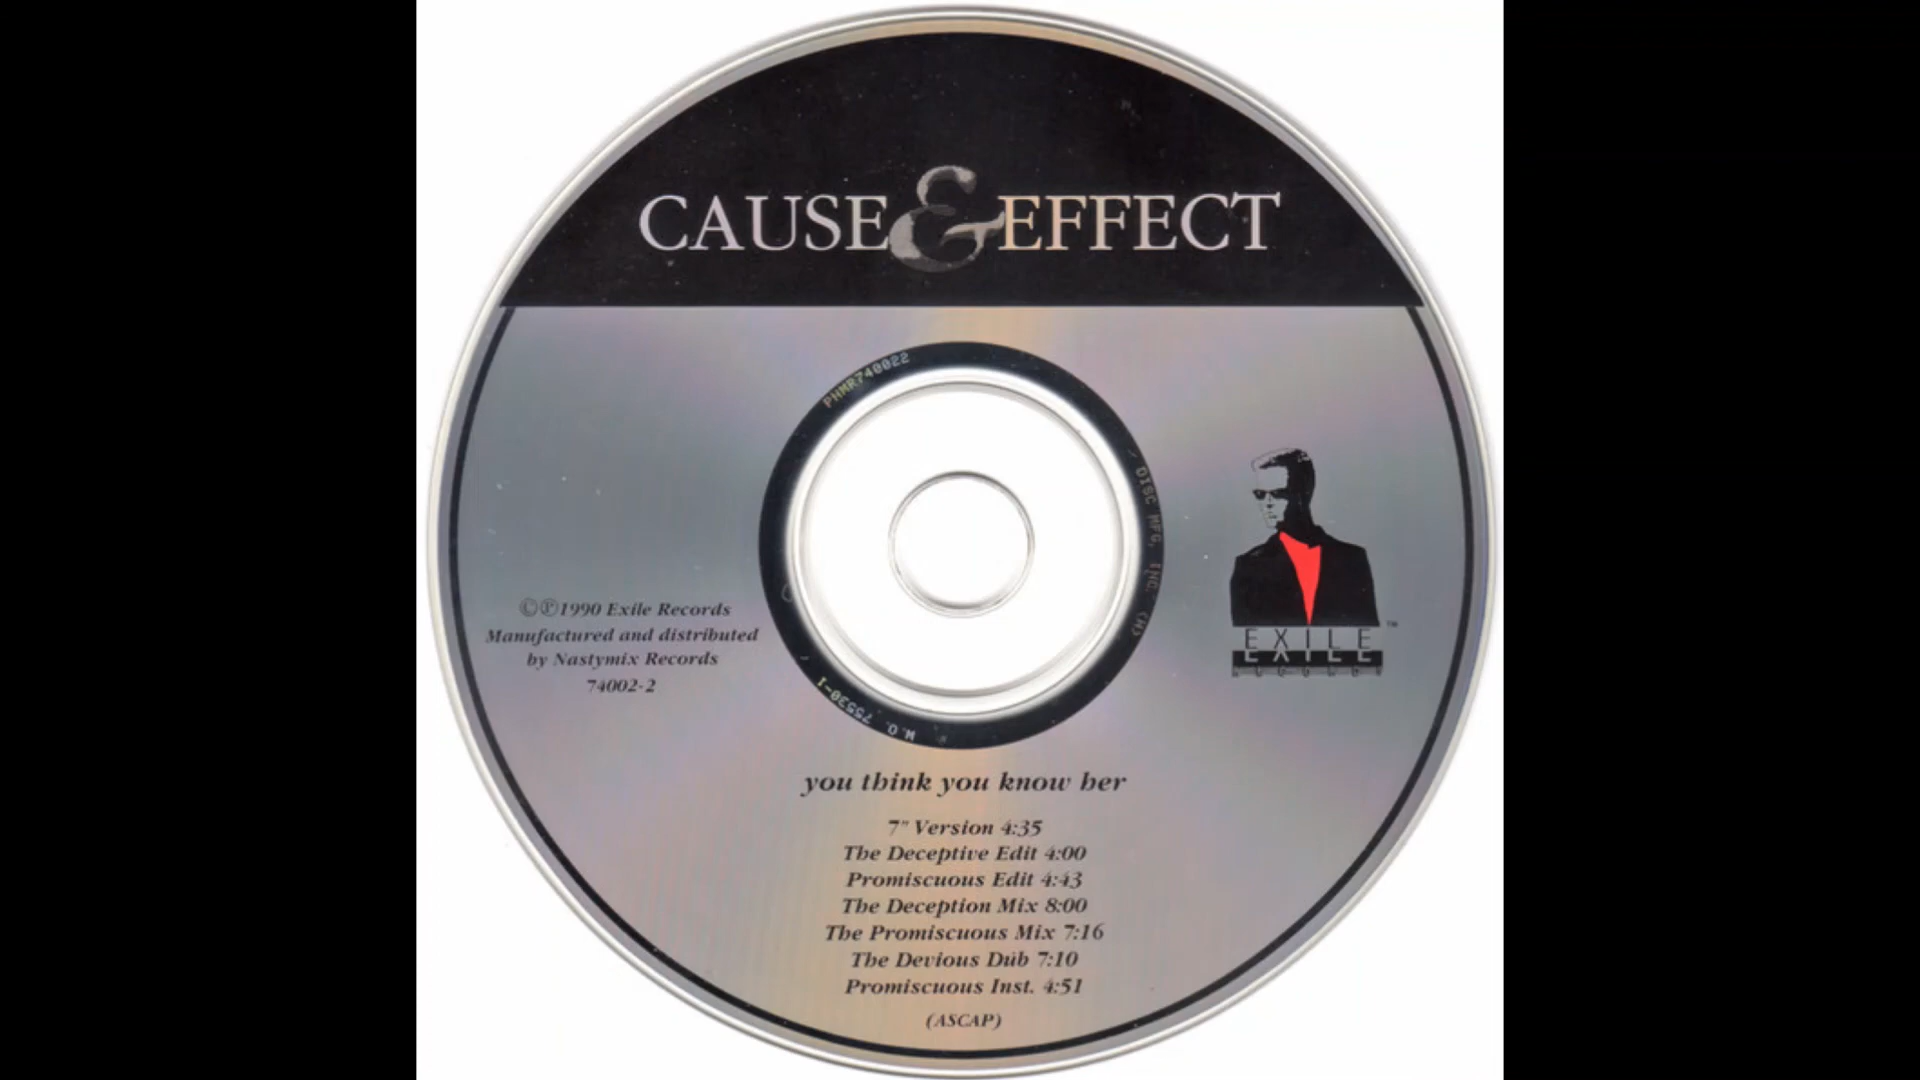 CAUSE & EFFECT
PNMR740022
DISC MFG, INC. (H)
W.O. 75530-1
©℗1990 Exile Records
Manufactured and distributed
by Nastymix Records
74002-2
EXILE
™
you think you know her
7" Version 4:35
The Deceptive Edit 4:00
Promiscuous Edit 4:43
The Deception Mix 8:00
The Promiscuous Mix 7:16
The Devious Dub 7:10
Promiscuous Inst. 4:51
(ASCAP)